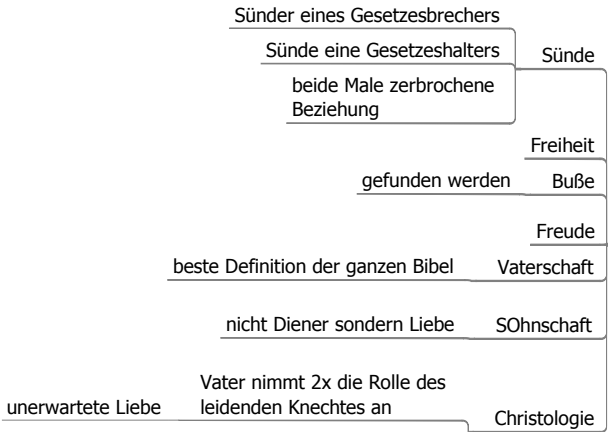 Sünder eines Gesetzesbrechers
Sünde eine Gesetzeshalters
Sünde
beide Male zerbrochene
Beziehung
Freiheit
gefunden werden
Buße
Freude
beste Definition der ganzen Bibel
Vaterschaft
nicht Diener sondern Liebe
SOhnschaft
unerwartete Liebe
Vater nimmt 2x die Rolle des
leidenden Knechtes an
Christologie